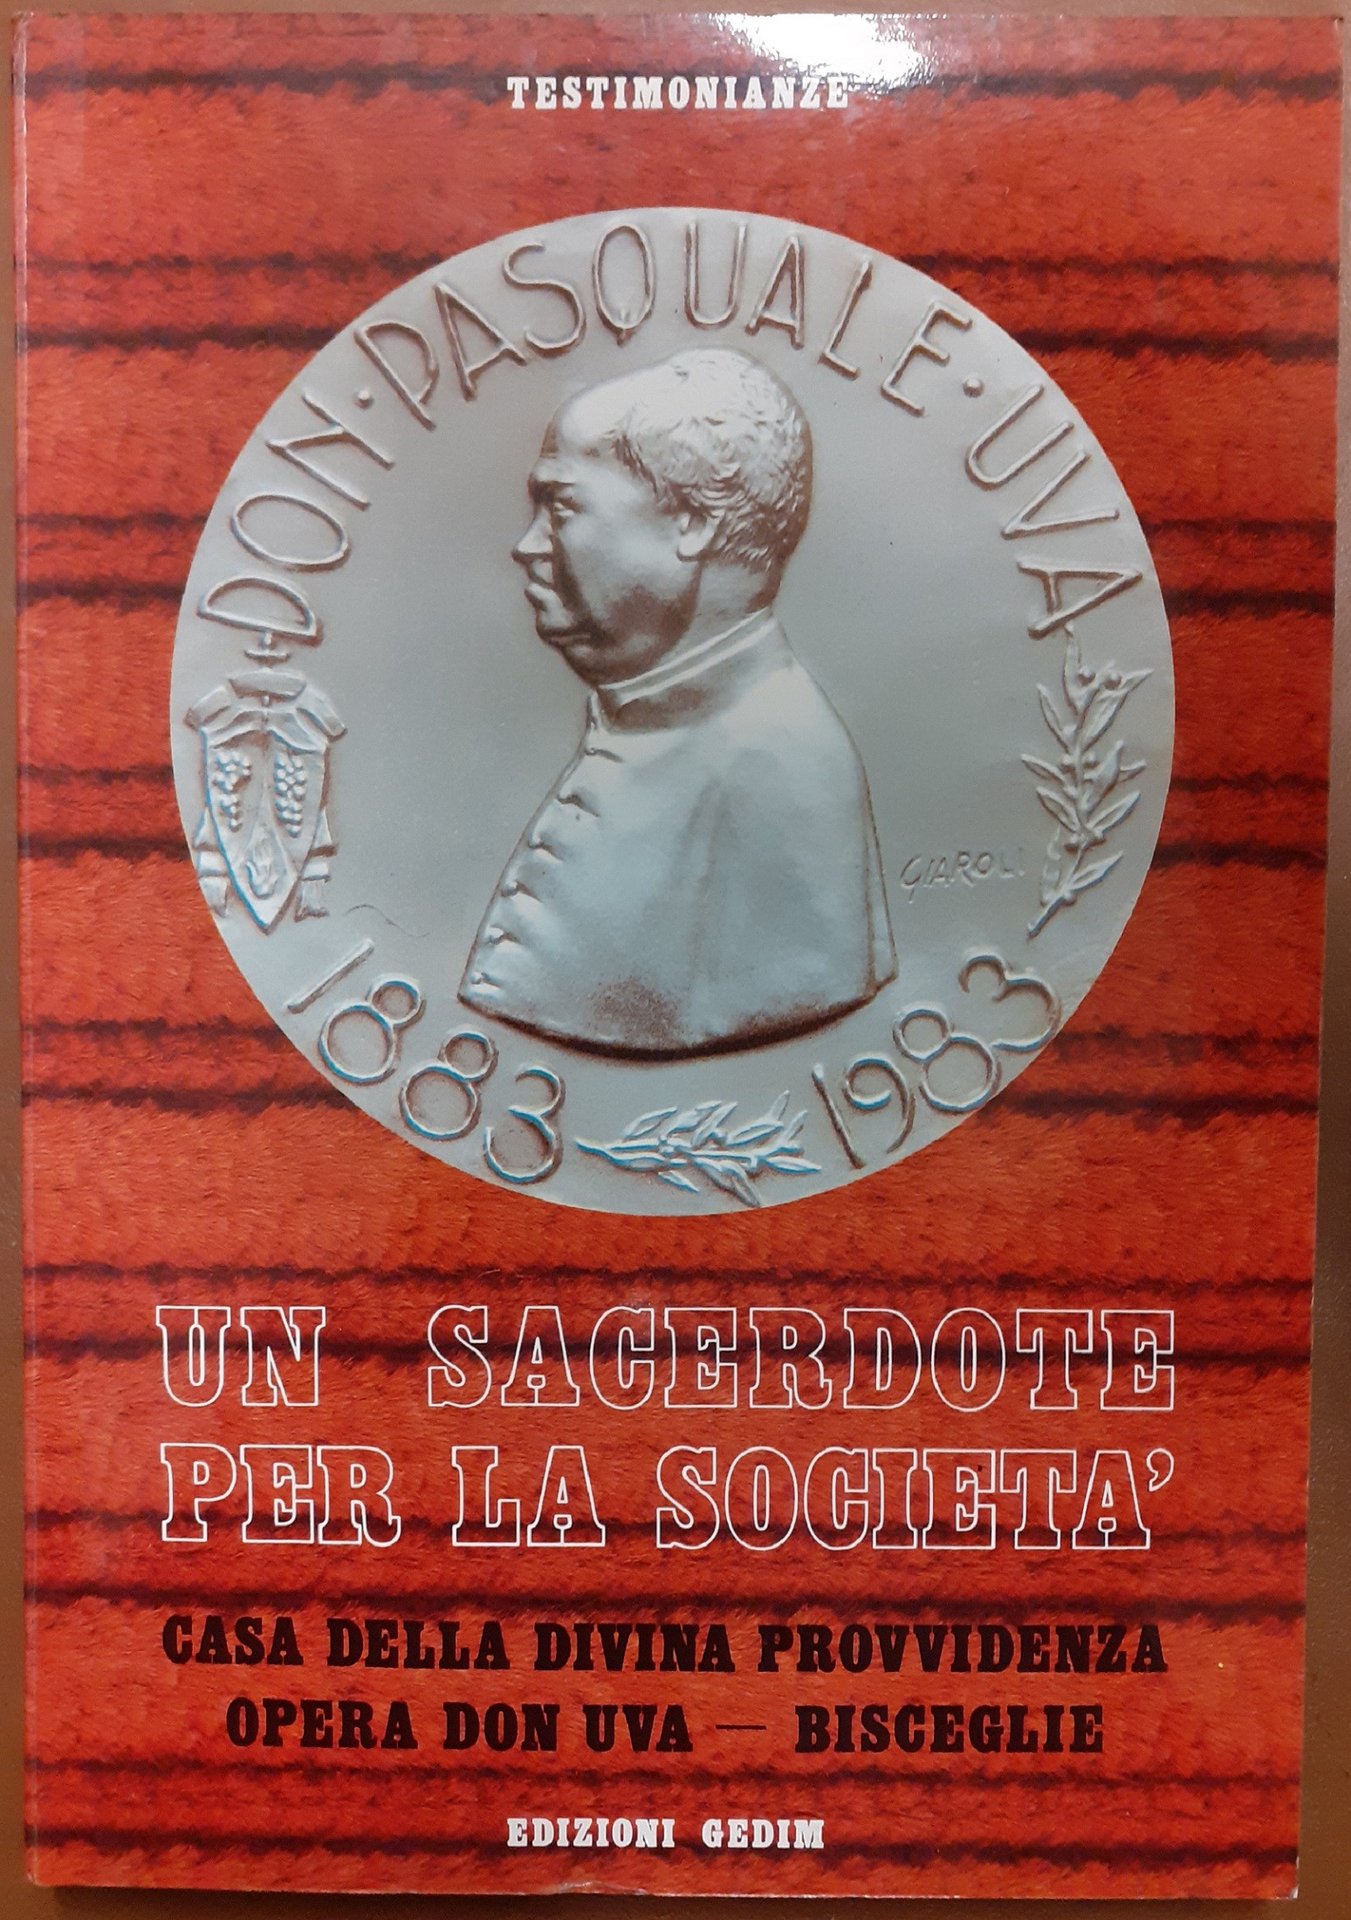 TESTIMONIANZE
DON·PASQUALE·UVA
GIAROLI
1883 1983
UN SACERDOTE
PER LA SOCIETA'
CASA DELLA DIVINA PROVVIDENZA
OPERA DON UVA — BISCEGLIE
EDIZIONI GEDIM